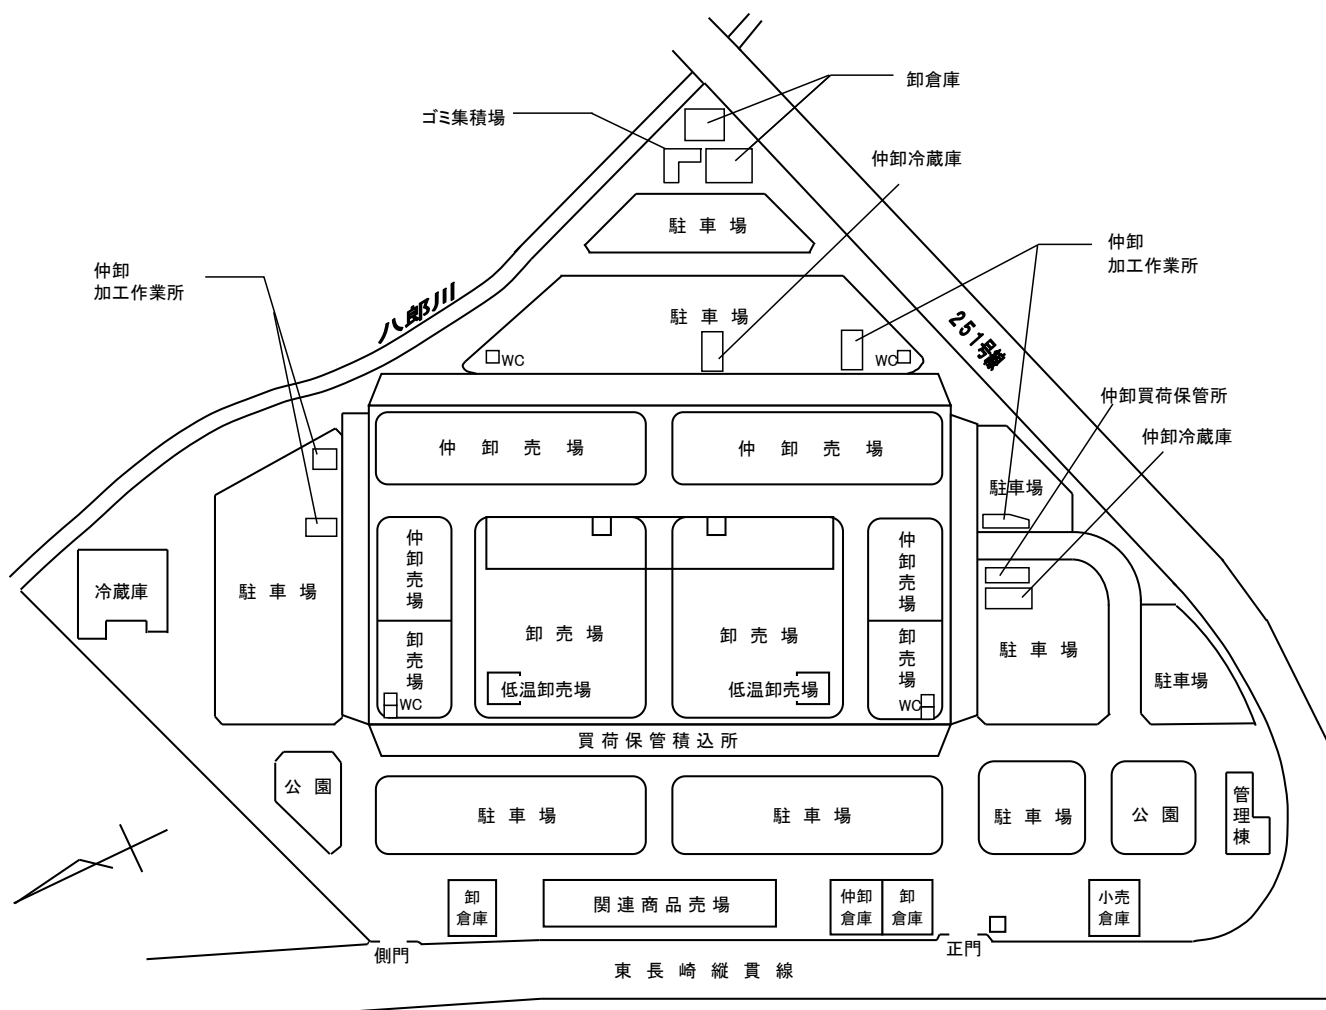 卸倉庫
ゴミ集積場
仲卸冷蔵庫
駐車場
仲卸
加工作業所
仲卸
加工作業所
八郎川
駐車場
251号線
WC
WC
仲卸買荷保管所
仲卸冷蔵庫
仲卸売場
仲卸売場
駐車場
仲卸売場
仲卸売場
冷蔵庫
駐車場
卸売場
卸売場
卸売場
卸売場
駐車場
低温卸売場
低温卸売場
駐車場
WC
WC
買荷保管積込所
公園
駐車場
駐車場
駐車場
公園
管理棟
卸
倉庫
関連商品売場
仲卸
倉庫
卸
倉庫
小売
倉庫
側門
正門
東長崎縦貫線